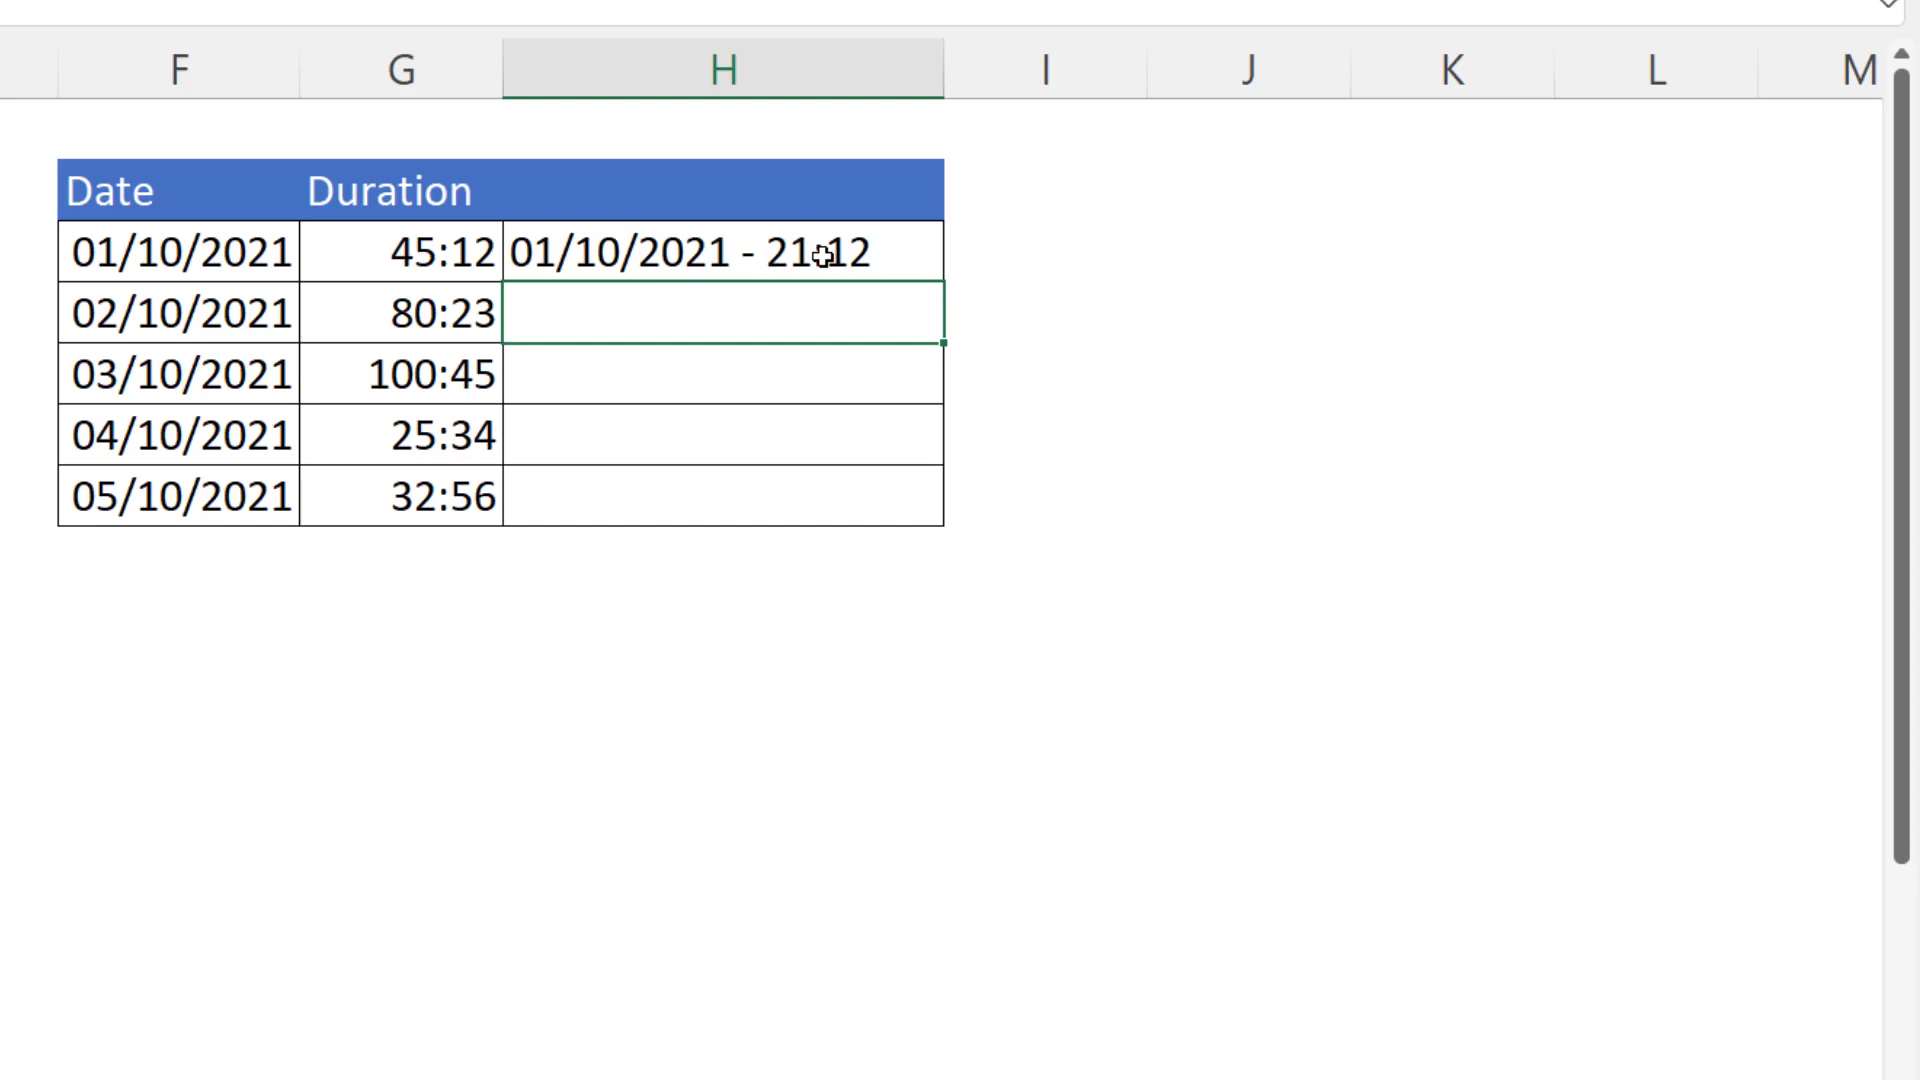 F G H I J K L M
Date Duration
01/10/2021 45:12 01/10/2021 - 21:12
02/10/2021 80:23
03/10/2021 100:45
04/10/2021 25:34
05/10/2021 32:56